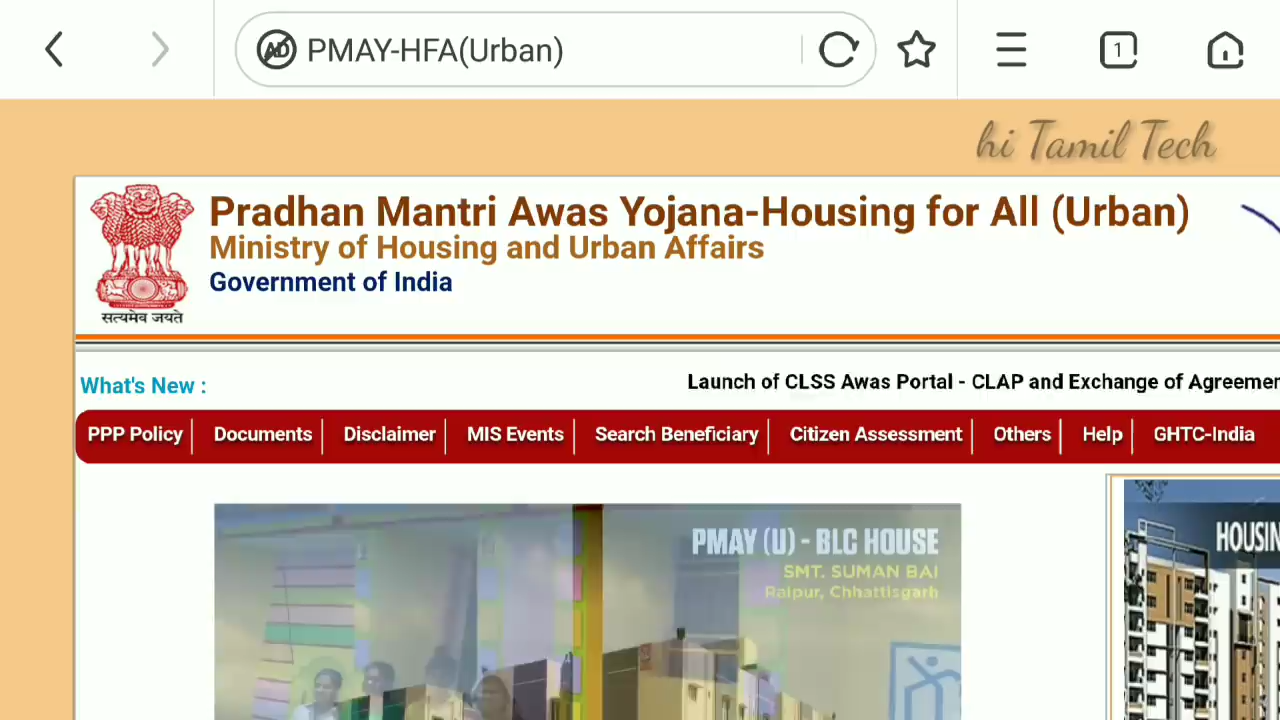 AD PMAY-HFA(Urban)
1
hi Tamil Tech
Pradhan Mantri Awas Yojana-Housing for All (Urban)
Ministry of Housing and Urban Affairs
Government of India
सत्यमेव जयते
What's New :
Launch of CLSS Awas Portal - CLAP and Exchange of
PPP Policy Documents Disclaimer MIS Events Search Beneficiary Citizen Assessment Others Help GHTC-India
PMAY (U) - BLC HOUSE
SMT. SUMAN BAI
Raipur, Chhattisgarh